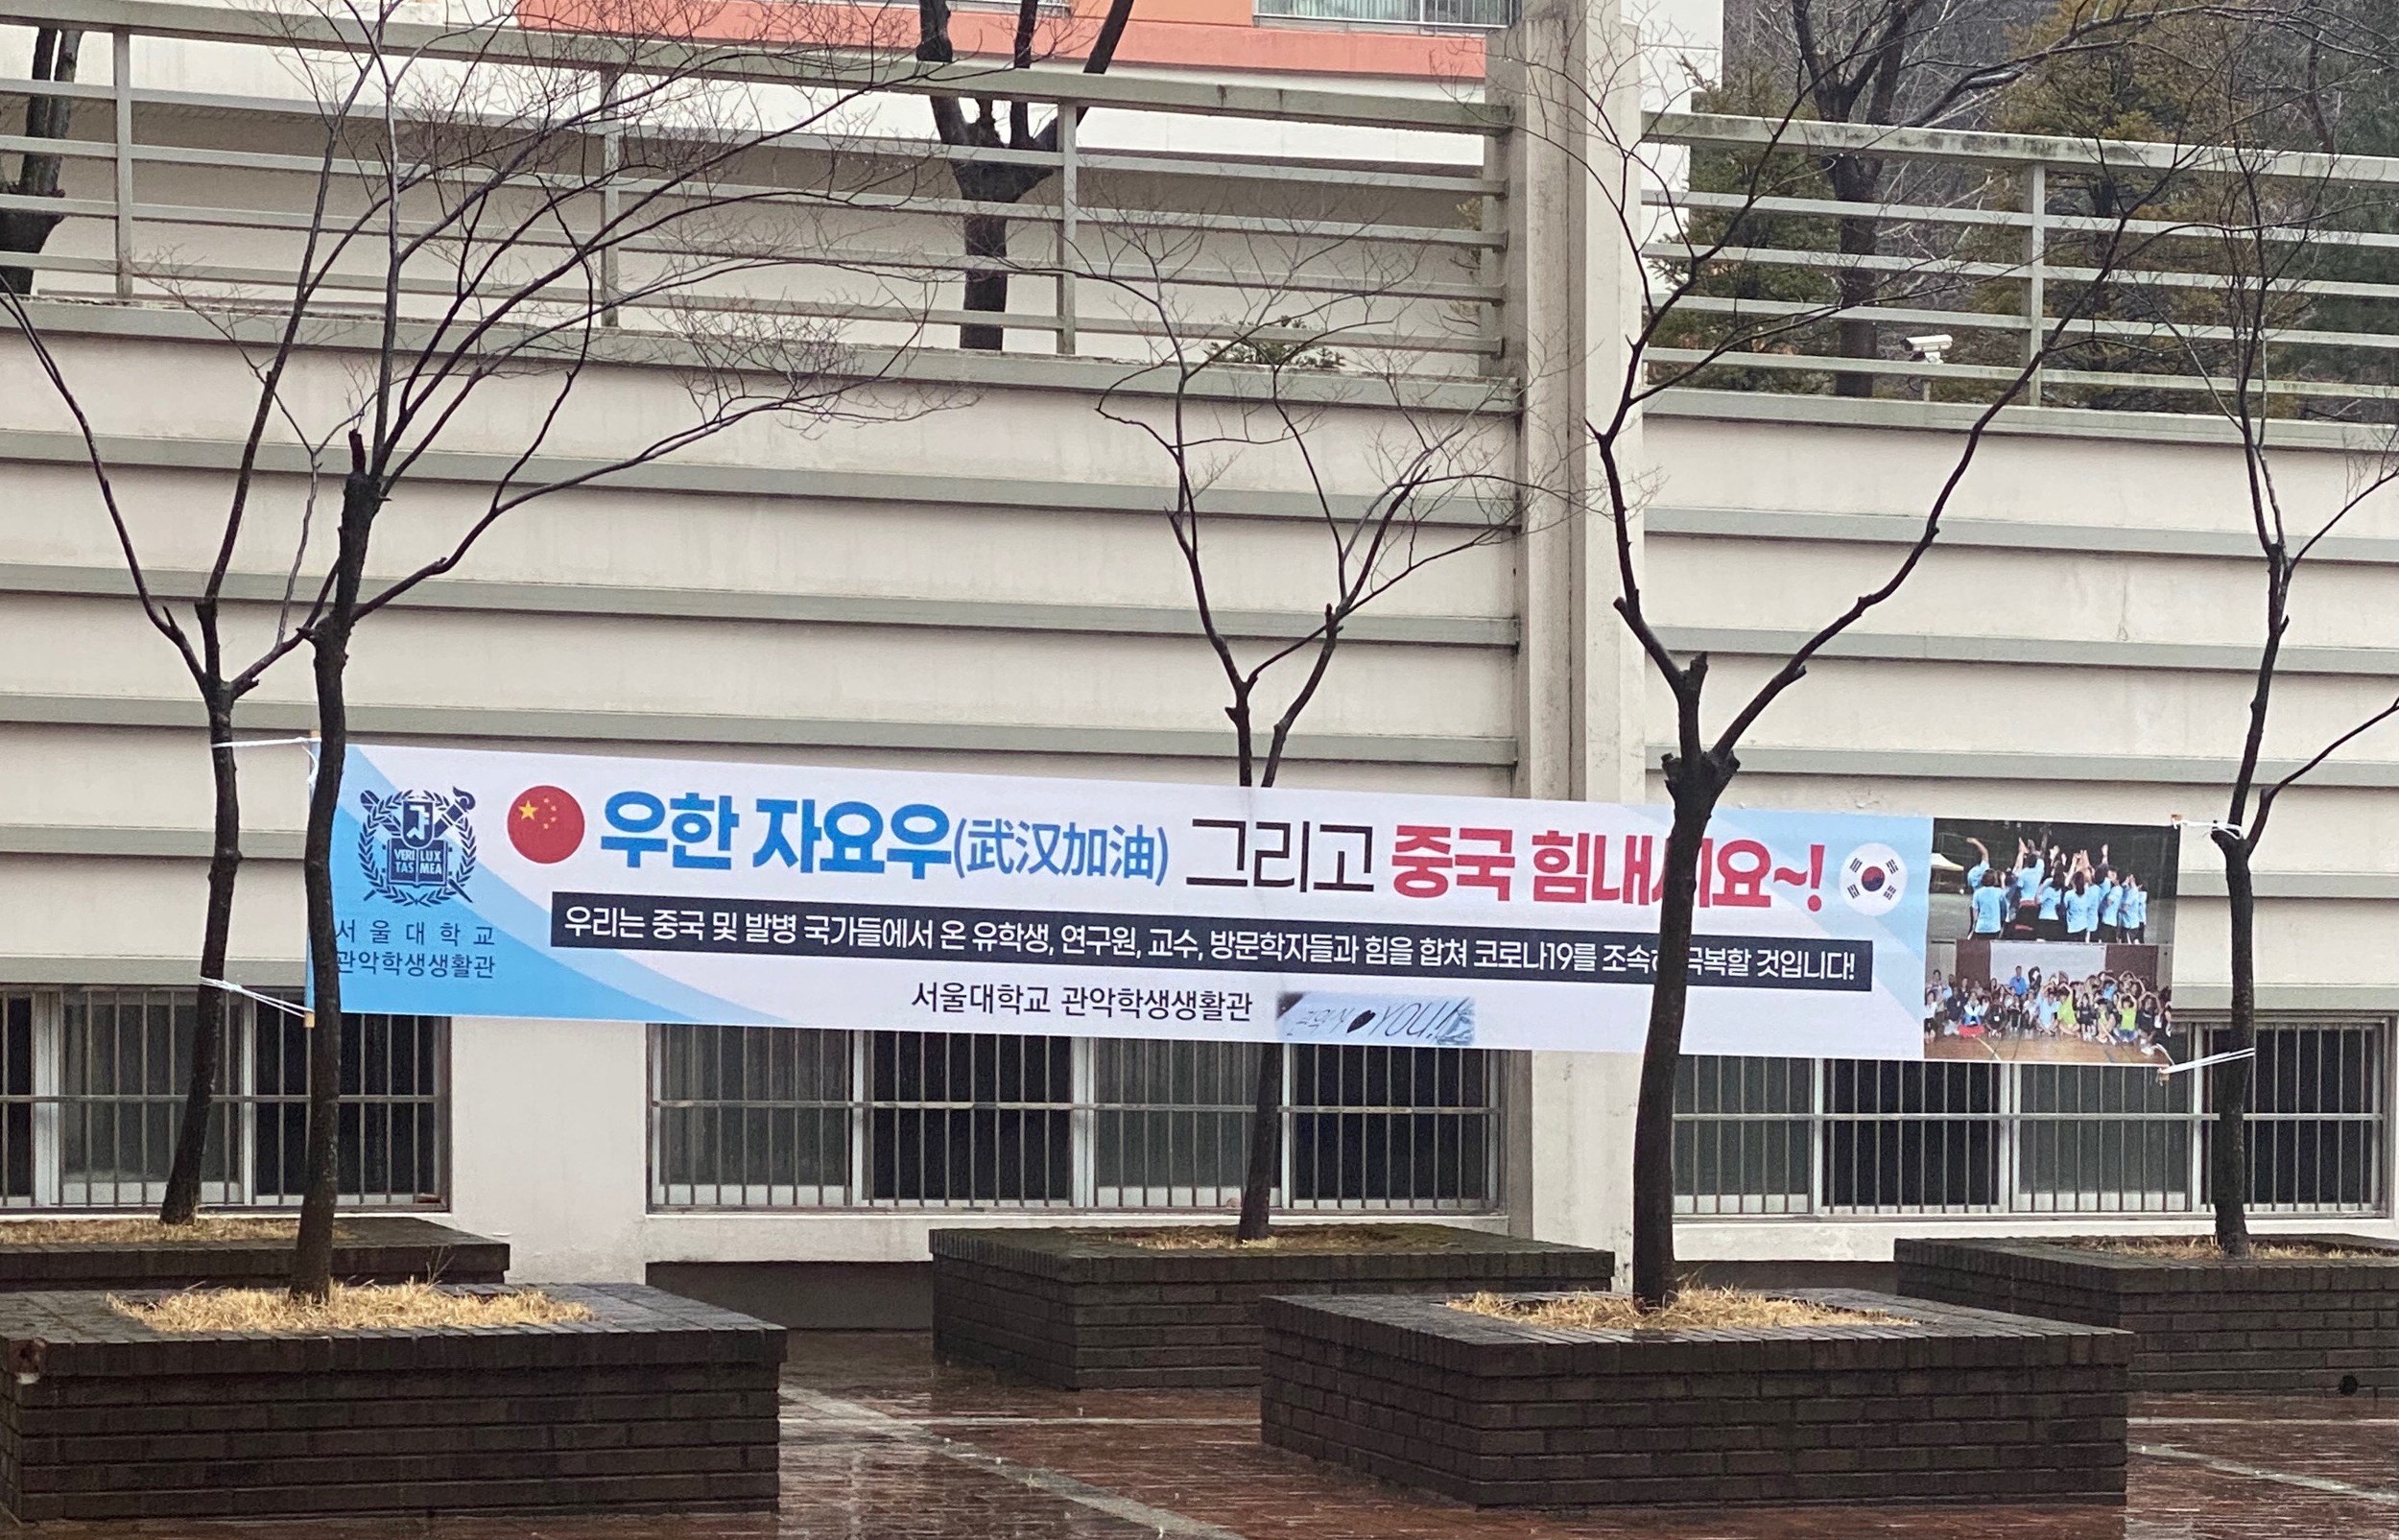 VERI LUX
TAS MEA
서울대학교
관악학생생활관
우한 자요우(武汉加油) 그리고 중국 힘내시요~!
우리는 중국 및 발병 국가들에서 온 유학생, 연구원, 교수, 방문학자들과 힘을 합쳐 코로나19를 조속히 극복할 것입니다!
서울대학교 관악학생생활관
YOU!!